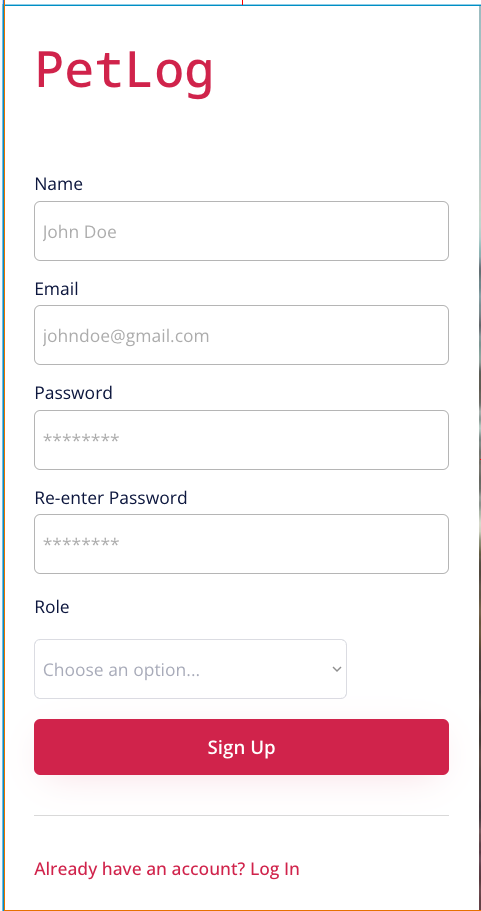 PetLog
Name
John Doe
Email
johndoe@gmail.com
Password
********
Re-enter Password
********
Role
Choose an option...
Sign Up
Already have an account? Log In